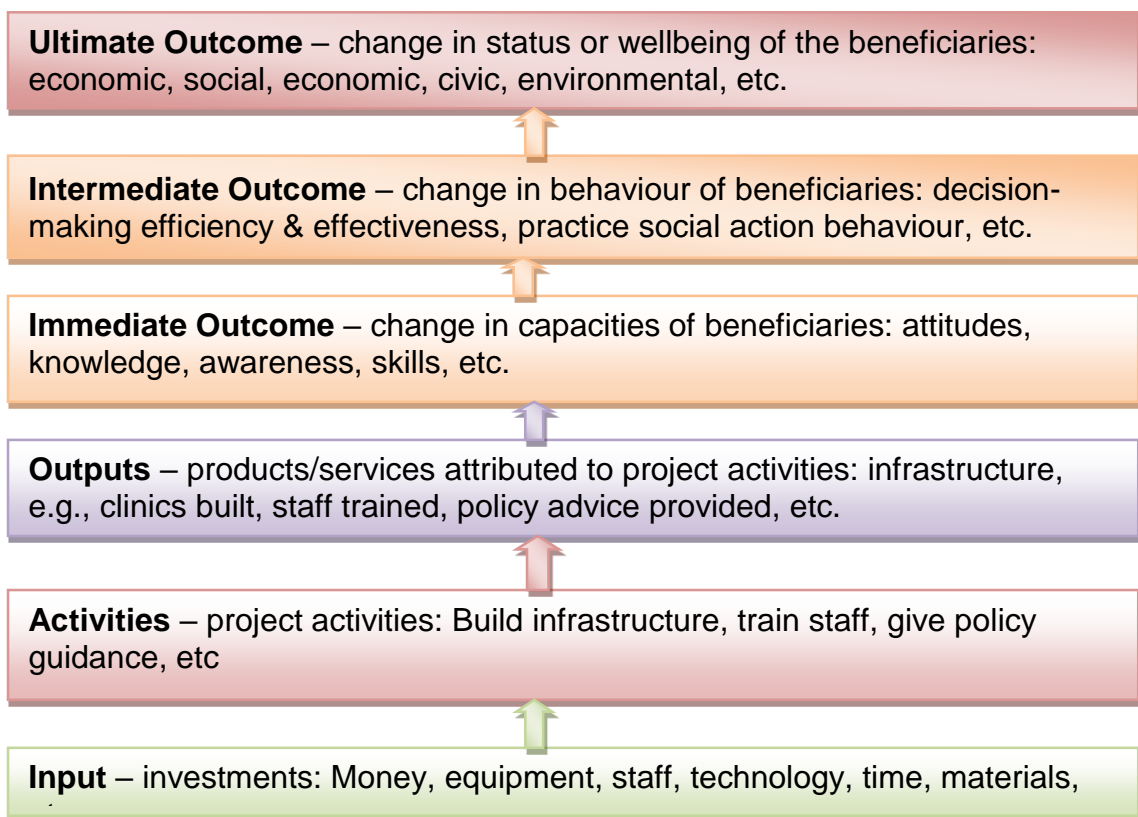 Ultimate Outcome – change in status or wellbeing of the beneficiaries:
economic, social, economic, civic, environmental, etc.
Intermediate Outcome – change in behaviour of beneficiaries: decision-
making efficiency & effectiveness, practice social action behaviour, etc.
Immediate Outcome – change in capacities of beneficiaries: attitudes,
knowledge, awareness, skills, etc.
Outputs – products/services attributed to project activities: infrastructure,
e.g., clinics built, staff trained, policy advice provided, etc.
Activities – project activities: Build infrastructure, train staff, give policy
guidance, etc
Input – investments: Money, equipment, staff, technology, time, materials,